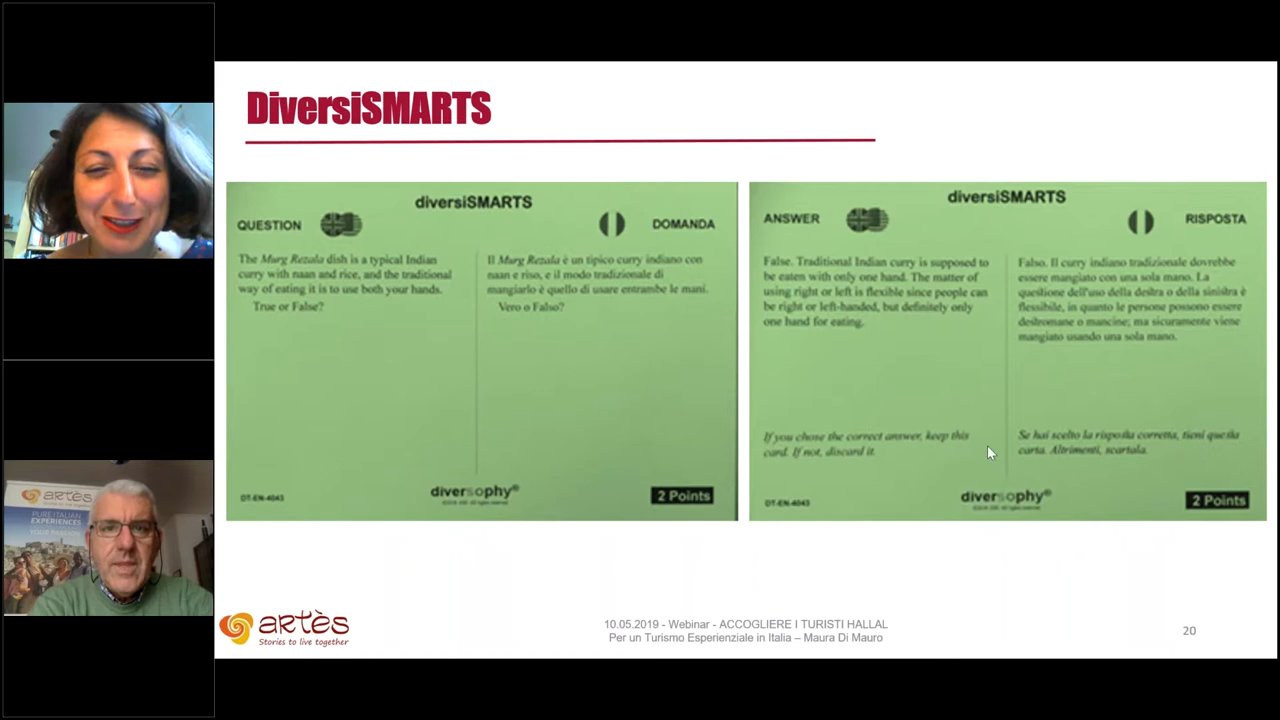 DiversiSMARTS
diversiSMARTS
QUESTION
DOMANDA
The Murg Rezala dish is a typical Indian
curry with naan and rice, and the traditional
way of eating it is to use both your hands.
True or False?
Il Murg Rezala è un tipico curry indiano con
naan e riso, e il modo tradizionale di
mangiarlo è quello di usare entrambe le mani.
Vero o Falso?
DT-EN-4043
diversophy®
2 Points
diversiSMARTS
ANSWER
RISPOSTA
False. Traditional Indian curry is supposed to
be eaten with only one hand. The matter of
using right or left is flexible since people can
be right or left-handed, but definitely only
one hand for eating.
Falso. Il curry indiano tradizionale dovrebbe
essere mangiato con una sola mano. La
questione dell'uso della destra o della sinistra è
flessibile, in quanto le persone possono essere
destromane o mancine; ma sicuramente viene
mangiato usando una sola mano.
If you chose the correct answer, keep this
card. If not, discard it.
Se hai scelto la risposta corretta, tieni questa
carta. Altrimenti, scartala.
DT-EN-4043
diversophy®
2 Points
artès
PURE ITALIAN
EXPERIENCES
artès
Stories to live together
10.05.2019 - Webinar - ACCOGLIERE I TURISTI HALLAL
Per un Turismo Esperienziale in Italia – Maura Di Mauro
20